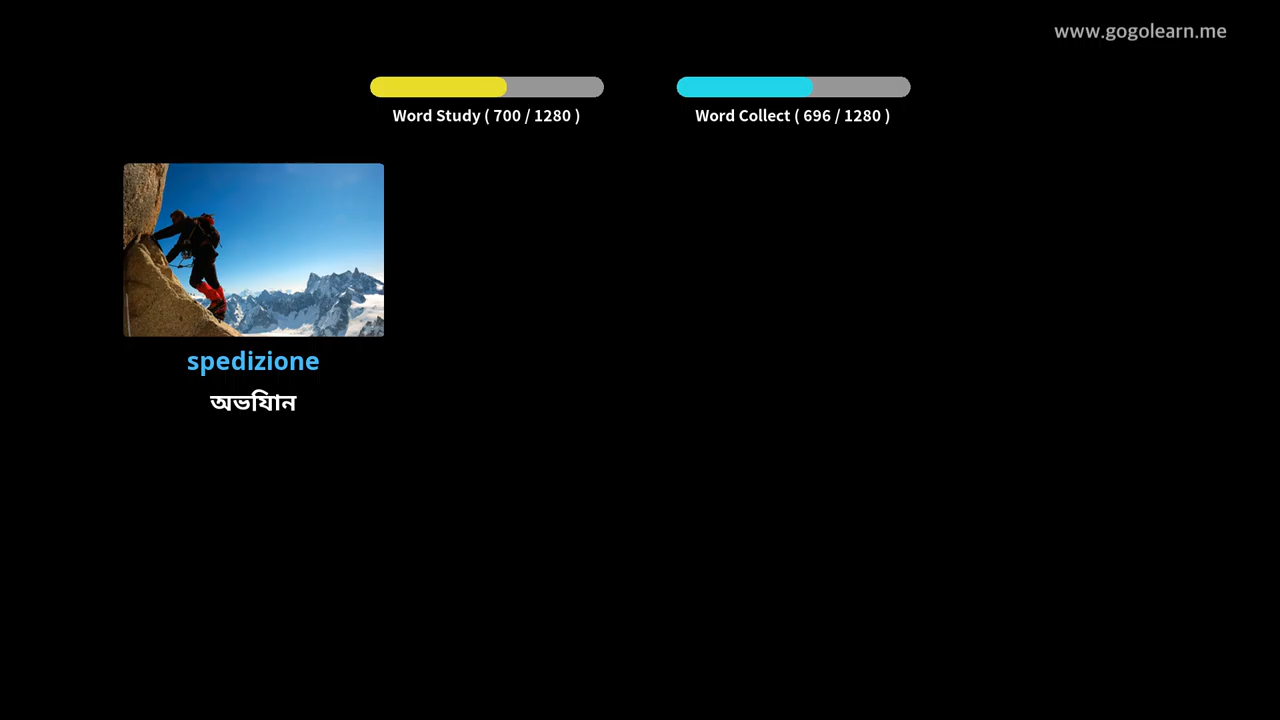 www.gogolearn.me
Word Study ( 700 / 1280 )
Word Collect ( 696 / 1280 )
spedizione
অভিযান